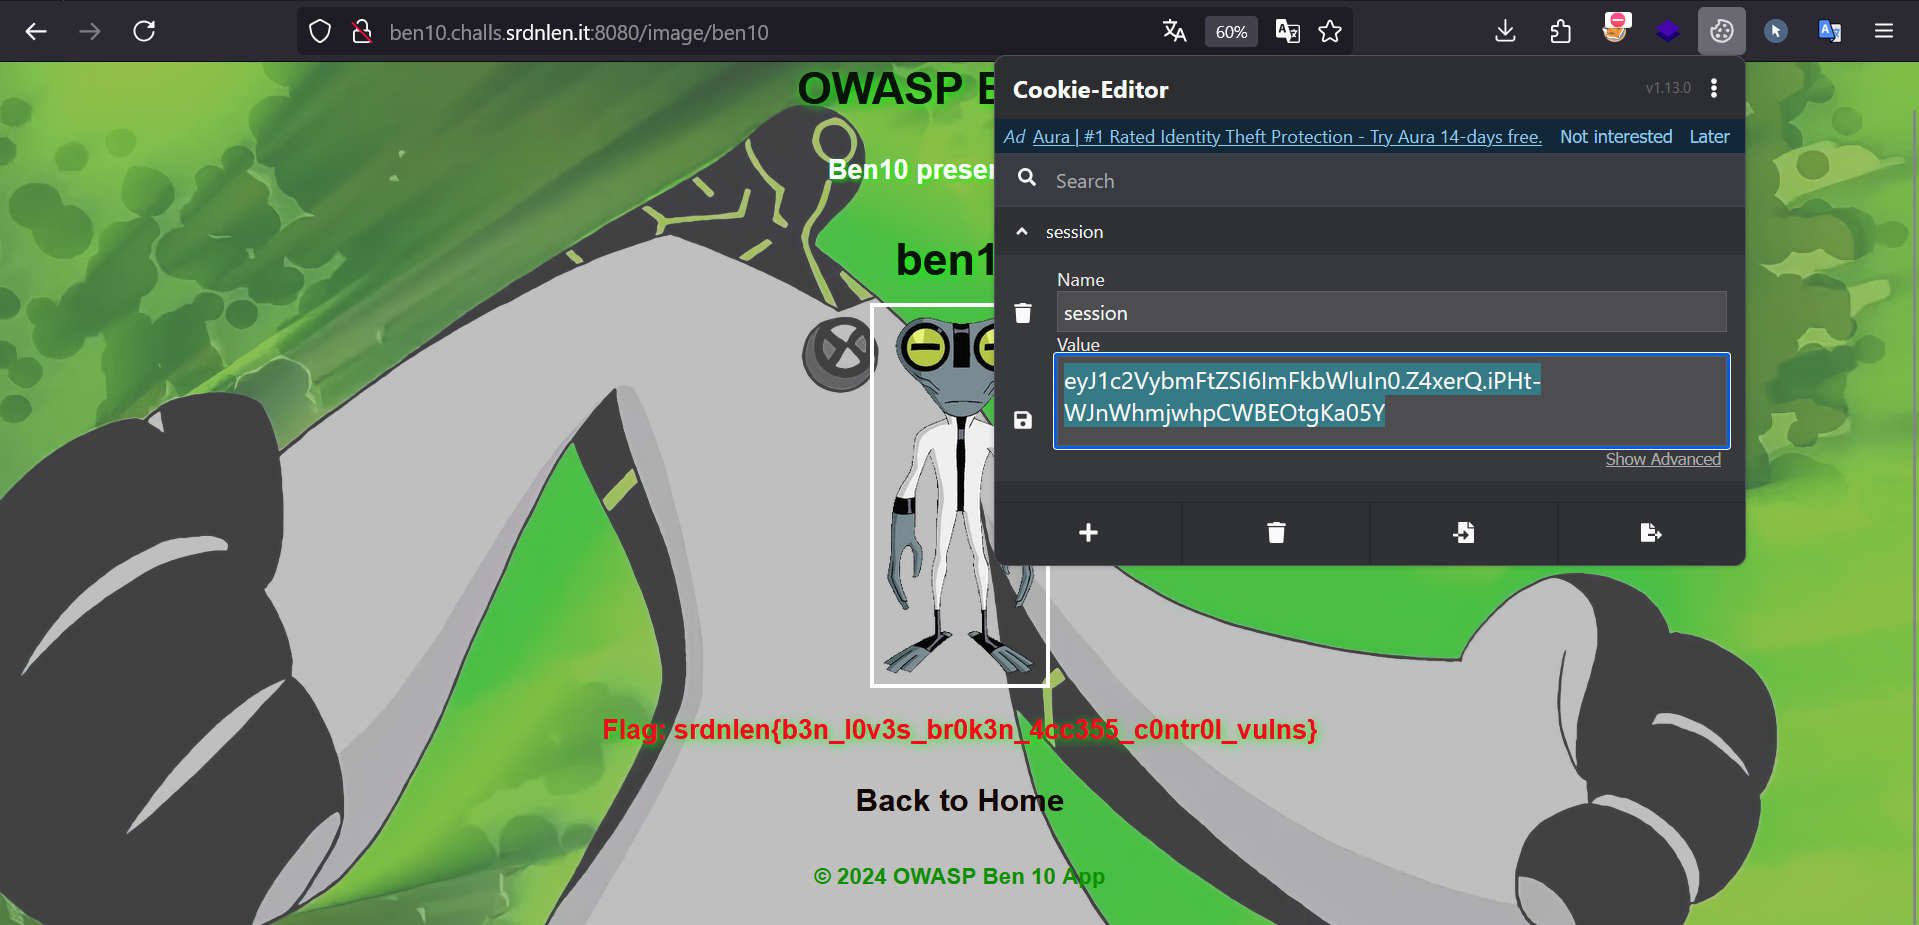 ben10.challs.srdnlen.it:8080/image/ben10
60%
OWASP B
Ben10 presen
ben1
Cookie-Editor
v1.13.0
Ad Aura | #1 Rated Identity Theft Protection - Try Aura 14-days free. Not interested Later
Search
session
Name
session
Value
eyJ1c2VybmFtZSI6ImFkbWluIn0.Z4xerQ.iPHt-
WJnWhmjwhpCWBEOtgKa05Y
Show Advanced
Flag: srdnlen{b3n_l0v3s_br0k3n_4cc355_c0ntr0l_vulns}
Back to Home
© 2024 OWASP Ben 10 App